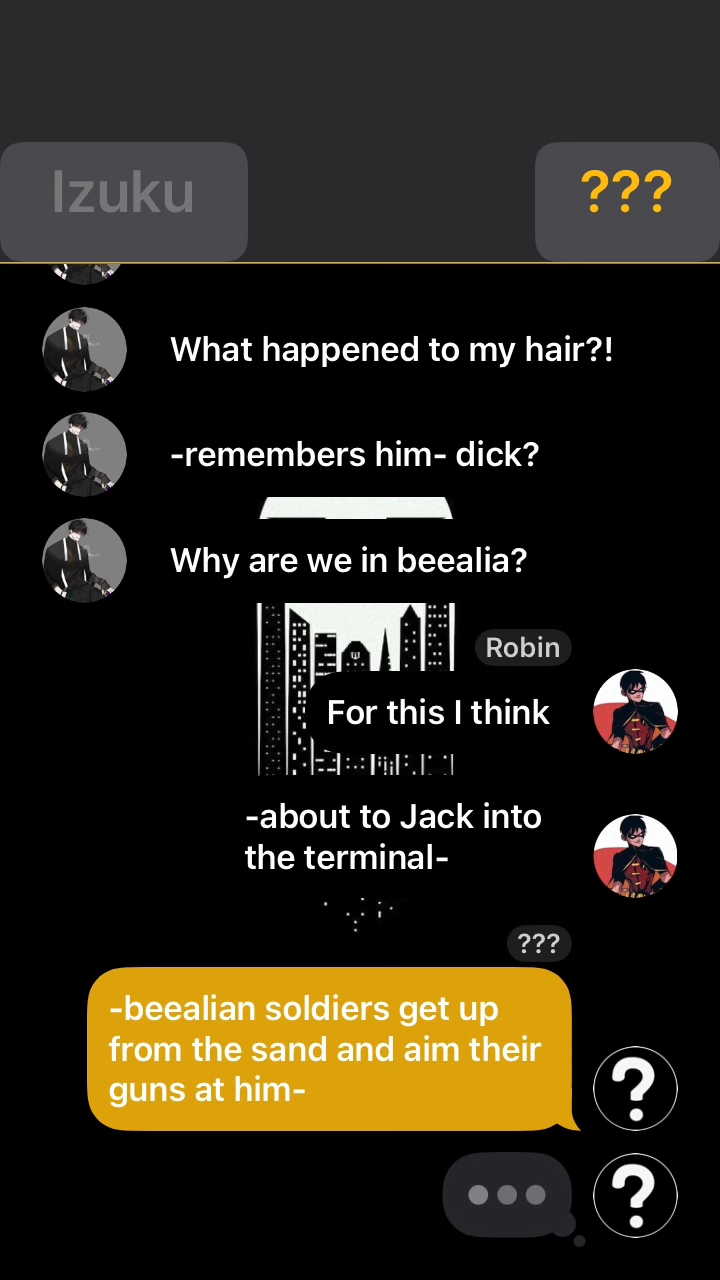 Izuku
???
What happened to my hair?!
-remembers him- dick?
Why are we in beealia?
Robin
For this I think
-about to Jack into
the terminal-
???
-beealian soldiers get up
from the sand and aim their
guns at him-
?
?